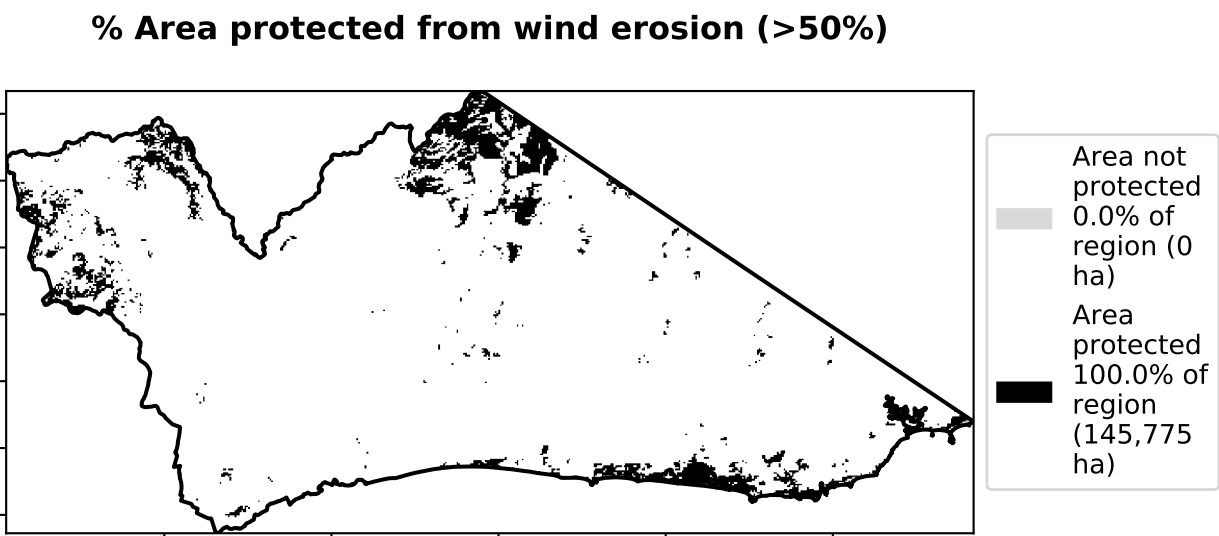 % Area protected from wind erosion (>50%)
Area not
protected
0.0% of
region (0
ha)
Area
protected
100.0% of
region
(145,775
ha)